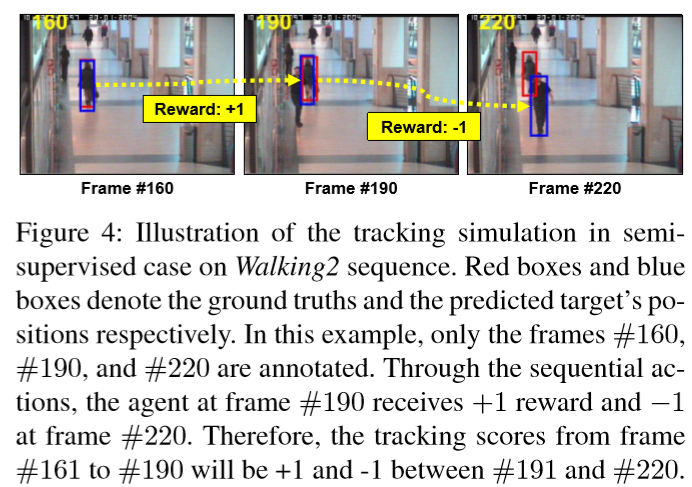 160
190
220
Reward: +1
Reward: -1
Frame #160
Frame #190
Frame #220
Figure 4: Illustration of the tracking simulation in semi-
supervised case on Walking2 sequence. Red boxes and blue
boxes denote the ground truths and the predicted target's po-
sitions respectively. In this example, only the frames #160,
#190, and #220 are annotated. Through the sequential ac-
tions, the agent at frame #190 receives +1 reward and −1
at frame #220. Therefore, the tracking scores from frame
#161 to #190 will be +1 and -1 between #191 and #220.